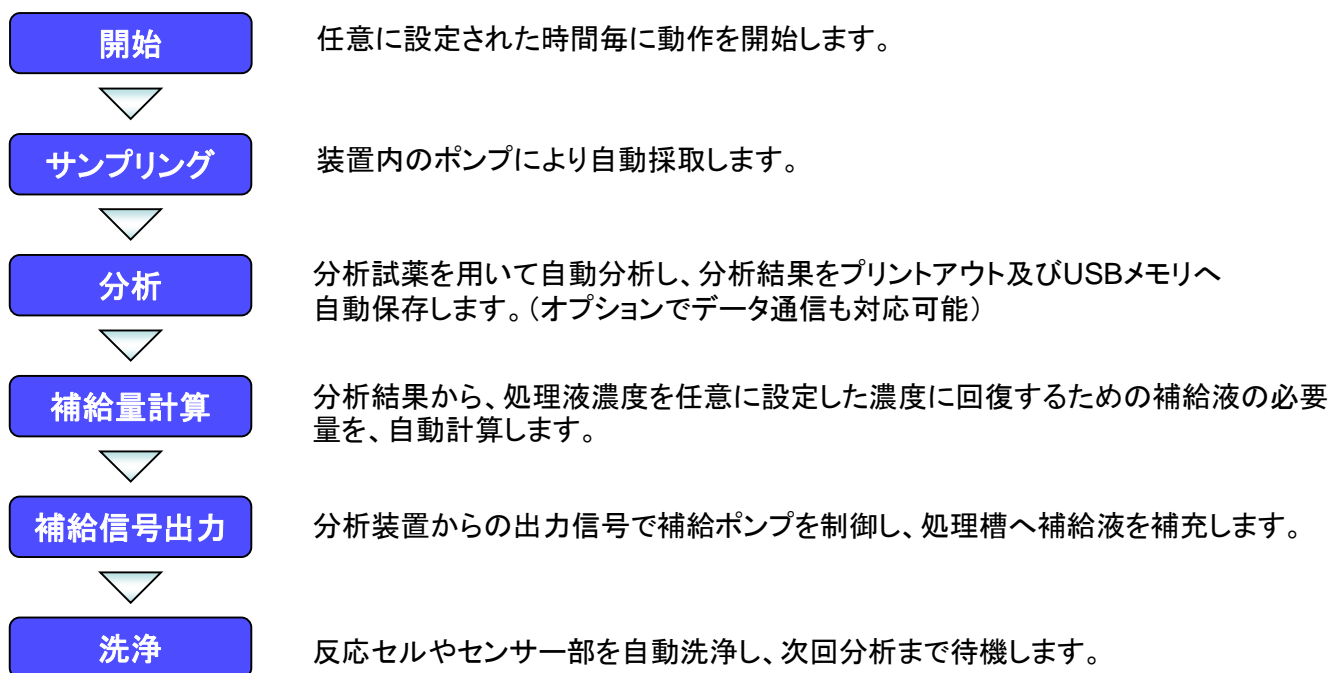 開始
任意に設定された時間毎に動作を開始します。
サンプリング
装置内のポンプにより自動採取します。
分析
分析試薬を用いて自動分析し、分析結果をプリントアウト及びUSBメモリへ
自動保存します。（オプションでデータ通信も対応可能）
補給量計算
分析結果から、処理液濃度を任意に設定した濃度に回復するための補給液の必要
量を、自動計算します。
補給信号出力
分析装置からの出力信号で補給ポンプを制御し、処理槽へ補給液を補充します。
洗浄
反応セルやセンサー部を自動洗浄し、次回分析まで待機します。